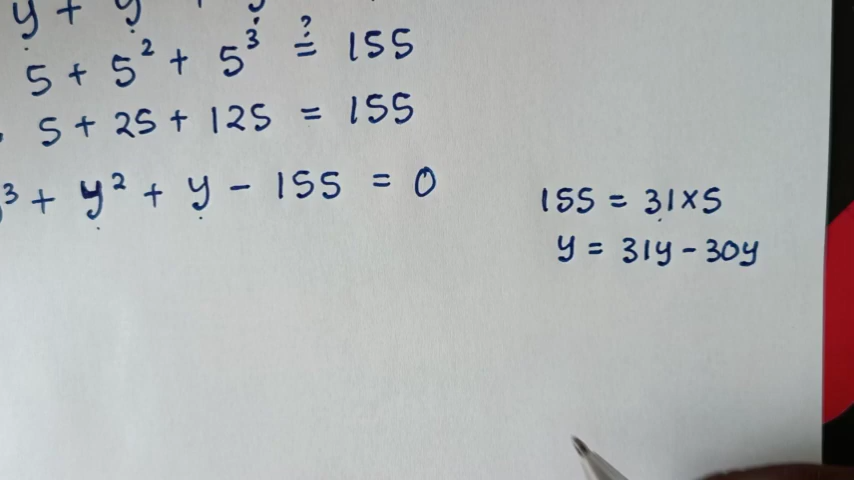 y + y
5 + 5² + 5³ ≟ 155
5 + 25 + 125 = 155
³ + y² + y - 155 = 0
155 = 31×5
y = 31y - 30y